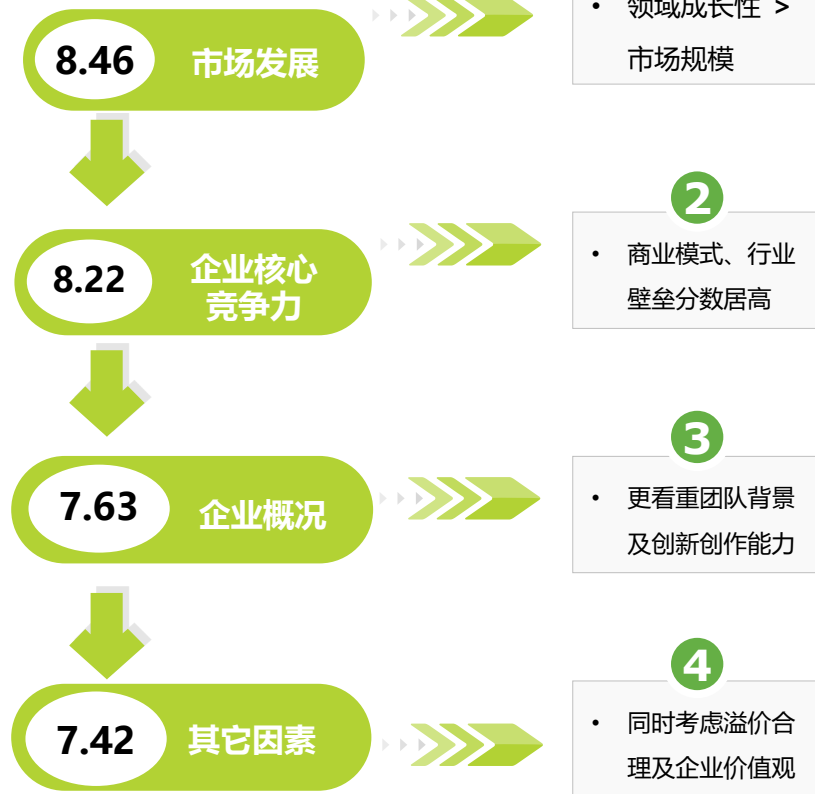 • 领域成长性 >
市场规模
8.46 市场发展
2
8.22 企业核心
竞争力
• 商业模式、行业
壁垒分数居高
3
7.63 企业概况
• 更看重团队背景
及创新创作能力
4
7.42 其它因素
• 同时考虑溢价合
理及企业价值观